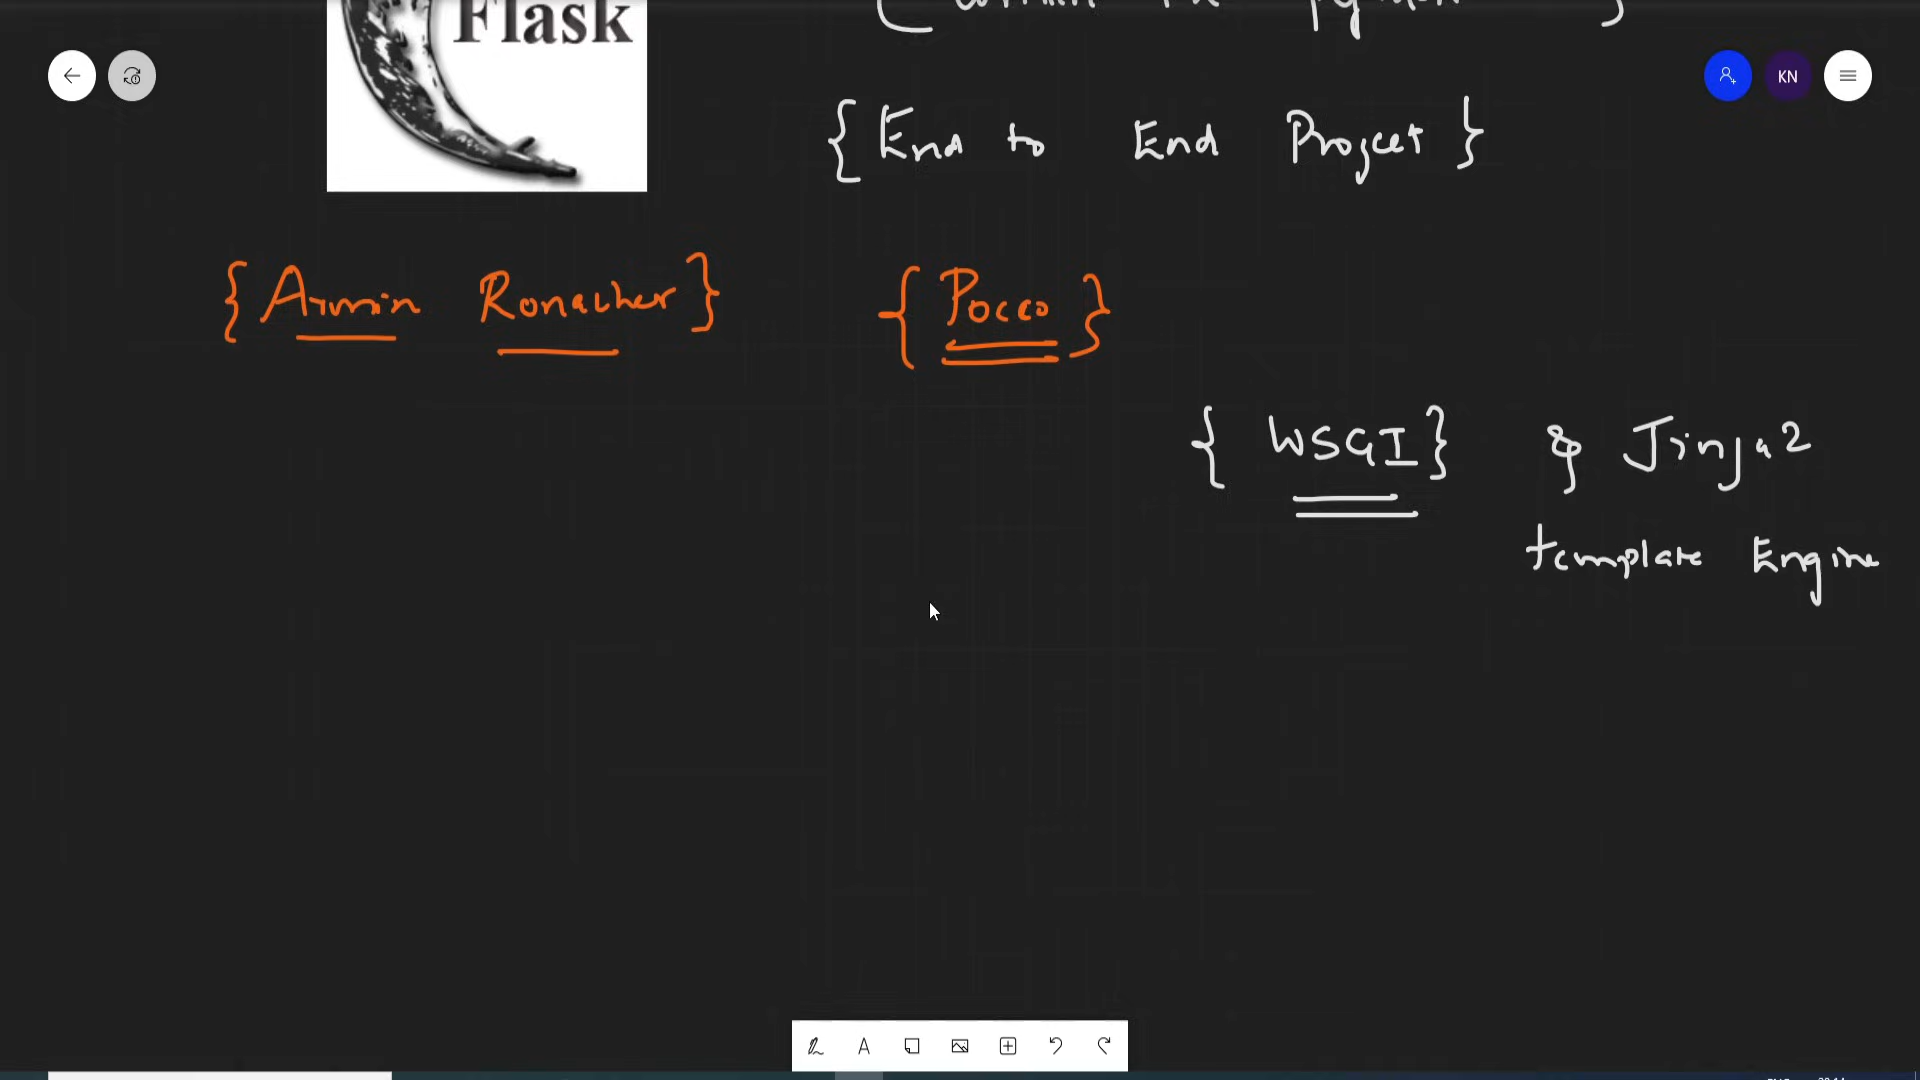 Flask
{ End to End Project }
KN
{ Armin Ronacher } { Pocco }
{ WSGI } & Jinja2
template Engine